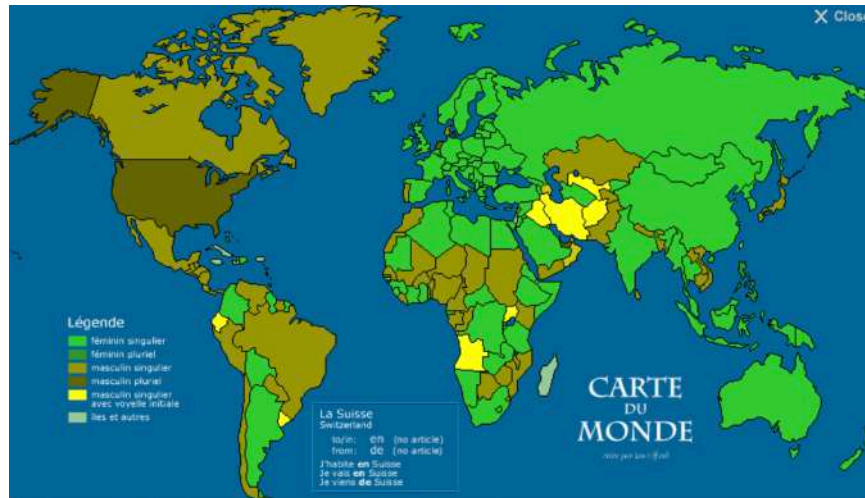 X Close
Légende
féminin singulier
féminin pluriel
masculin singulier
masculin pluriel
masculin singulier
avec voyelle initiale
îles et autres
La Suisse
Switzerland
to/in: en (no article)
from: de (no article)
J'habite en Suisse
Je vais en Suisse
Je viens de Suisse
CARTE
DU
MONDE